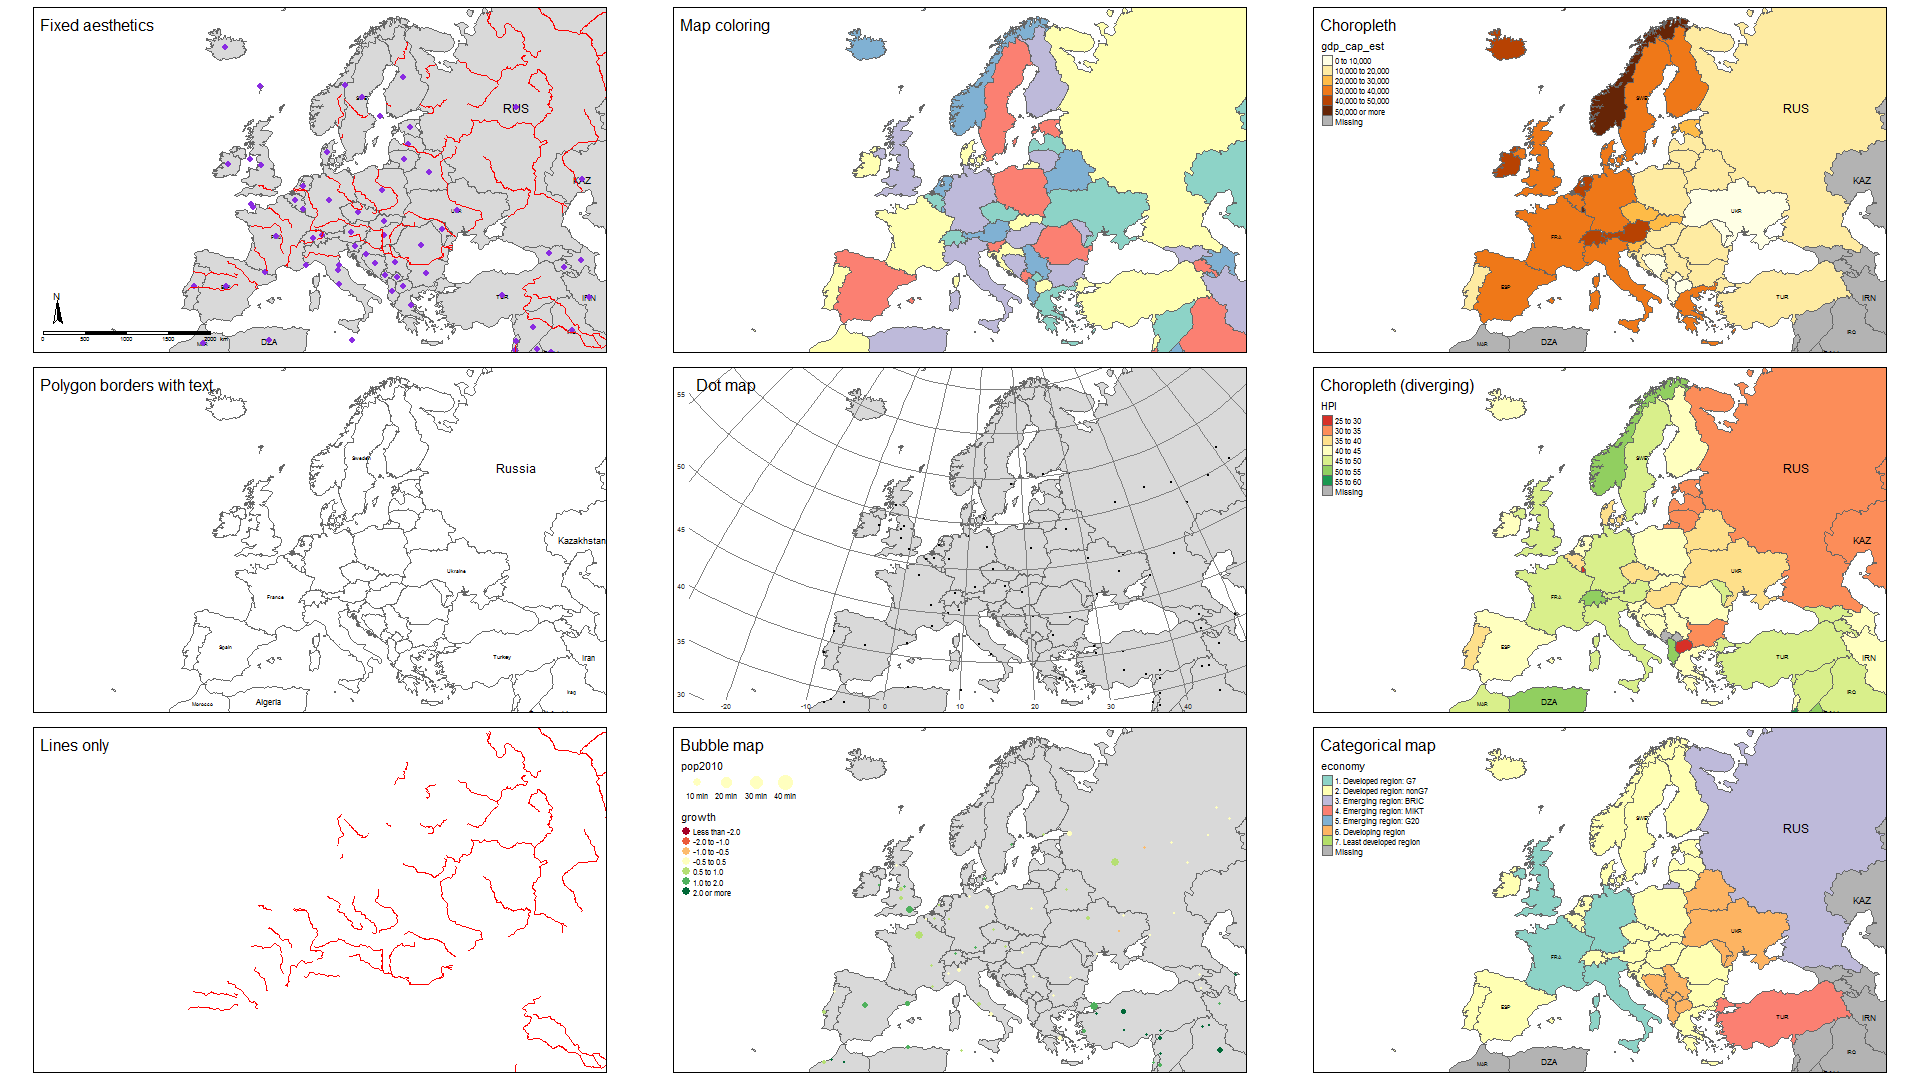 Fixed aesthetics
RUS
SWE
KAZ
UKR
FRA
ESP
TUR
IRN
IRQ
N
0 500 1000 1500 2000 km
MAR
DZA
Map coloring
Choropleth
gdp_cap_est
0 to 10,000
10,000 to 20,000
20,000 to 30,000
30,000 to 40,000
40,000 to 50,000
50,000 or more
Missing
SWE
RUS
KAZ
UKR
FRA
ESP
TUR
IRN
IRQ
MAR
DZA
Polygon borders with text
Sweden
Russia
Kazakhstan
Ukraine
France
Spain
Turkey
Iran
Iraq
Morocco
Algeria
Dot map
55
50
45
40
35
30
-20 -10 0 10 20 30 40
Choropleth (diverging)
HPI
25 to 30
30 to 35
35 to 40
40 to 45
45 to 50
50 to 55
55 to 60
Missing
SWE
RUS
KAZ
UKR
FRA
ESP
TUR
IRN
IRQ
MAR
DZA
Lines only
Bubble map
pop2010
10 mln 20 mln 30 mln 40 mln
growth
Less than -2.0
-2.0 to -1.0
-1.0 to -0.5
-0.5 to 0.5
0.5 to 1.0
1.0 to 2.0
2.0 or more
Categorical map
economy
1. Developed region: G7
2. Developed region: nonG7
3. Emerging region: BRIC
4. Emerging region: MIKT
5. Emerging region: G20
6. Developing region
7. Least developed region
Missing
SWE
RUS
KAZ
UKR
FRA
ESP
TUR
IRN
IRQ
MAR
DZA